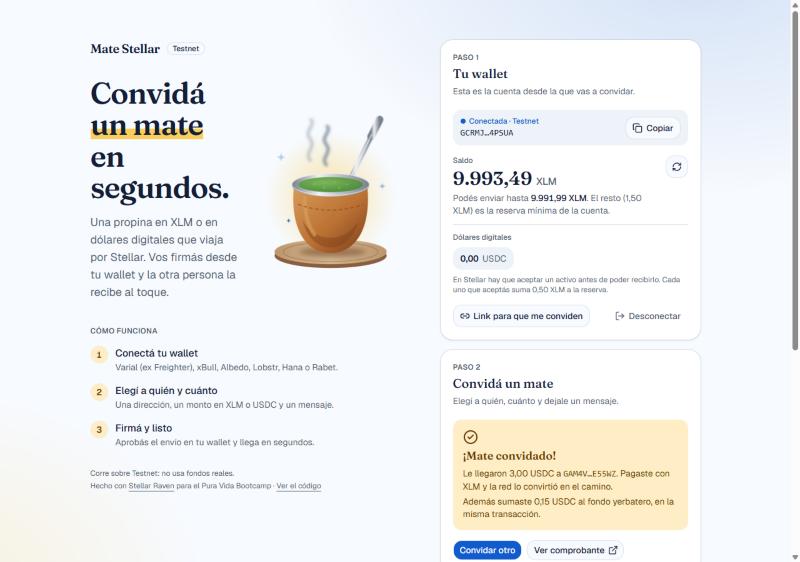 Mate Stellar
Testnet
Convidá
un mate
en
segundos.
Una propina en XLM o en
dólares digitales que viaja
por Stellar. Vos firmás desde
tu wallet y la otra persona la
recibe al toque.
CÓMO FUNCIONA
1 Conectá tu wallet
Varial (ex Freighter), xBull, Albedo, Lobstr, Hana o Rabet.
2 Elegí a quién y cuánto
Una dirección, un monto en XLM o USDC y un mensaje.
3 Firmá y listo
Aprobás el envío en tu wallet y llega en segundos.
Corre sobre Testnet: no usa fondos reales.
Hecho con Stellar Raven para el Pura Vida Bootcamp · Ver el código
PASO 1
Tu wallet
Esta es la cuenta desde la que vas a convidar.
Conectada · Testnet
GCRMJ…4PSUA
Copiar
Saldo
9.993,49 XLM
Podés enviar hasta 9.991,99 XLM. El resto (1,50
XLM) es la reserva mínima de la cuenta.
Dólares digitales
0,00 USDC
En Stellar hay que aceptar un activo antes de poder recibirlo. Cada
uno que aceptás suma 0,50 XLM a la reserva.
Link para que me conviden
Desconectar
PASO 2
Convidá un mate
Elegí a quién, cuánto y dejale un mensaje.
¡Mate convidado!
Le llegaron 3,00 USDC a GAM4V…E55WZ. Pagaste con
XLM y la red lo convirtió en el camino.
Además sumaste 0,15 USDC al fondo yerbatero, en la
misma transacción.
Convidar otro
Ver comprobante